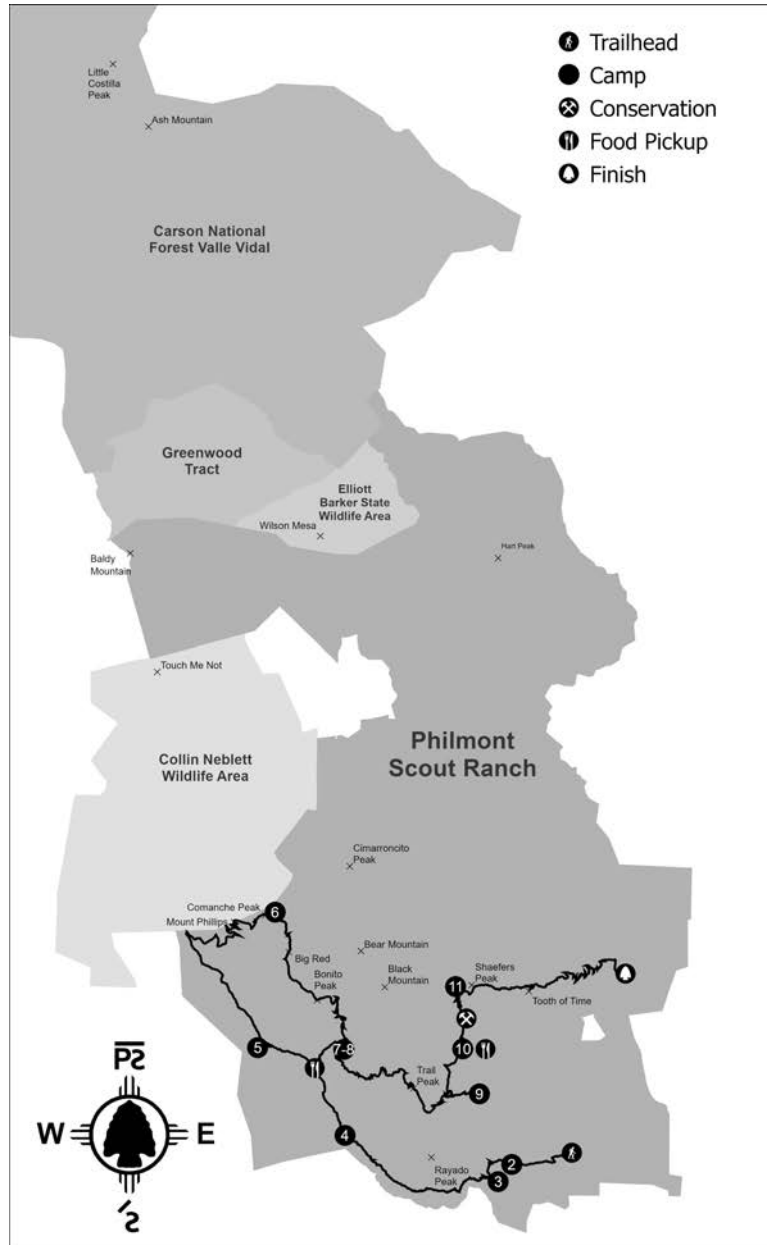 Trailhead
Camp
Conservation
Food Pickup
Finish
Little
Costilla
Peak
Ash Mountain
Carson National
Forest Valle Vidal
Greenwood
Tract
Elliott
Barker State
Wildlife Area
Wilson Mesa
Hart Peak
Baldy
Mountain
Touch Me Not
Philmont
Scout Ranch
Collin Neblett
Wildlife Area
Cimarroncito
Peak
Comanche Peak
6
Mount Phillips
Big Red
Bear Mountain
Bonito
Peak
Black
Mountain
Shaefers
Peak
11
Tooth of Time
5
7-8
10
Trail
Peak
9
4
Rayado
Peak
2
3
W
E